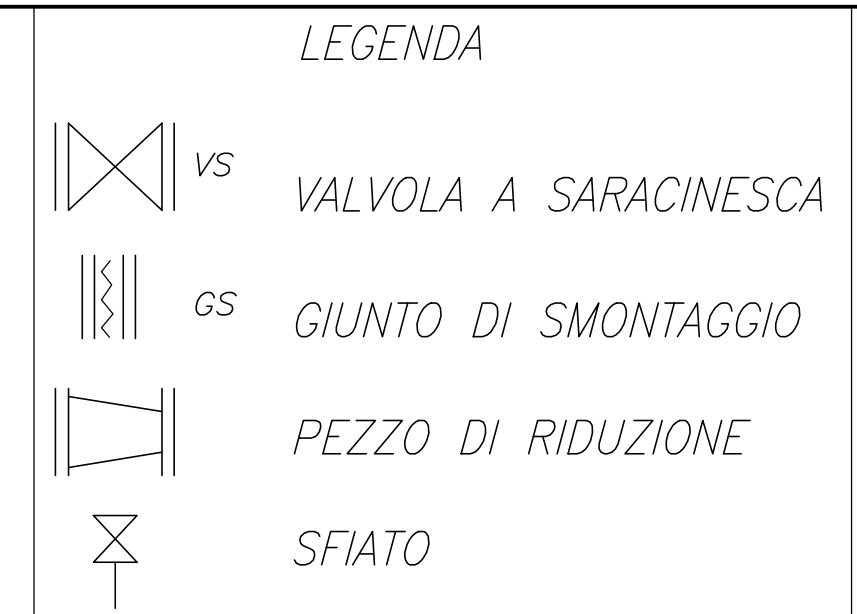 LEGENDA
VS
VALVOLA A SARACINESCA
GS
GIUNTO DI SMONTAGGIO
PEZZO DI RIDUZIONE
SFIATO